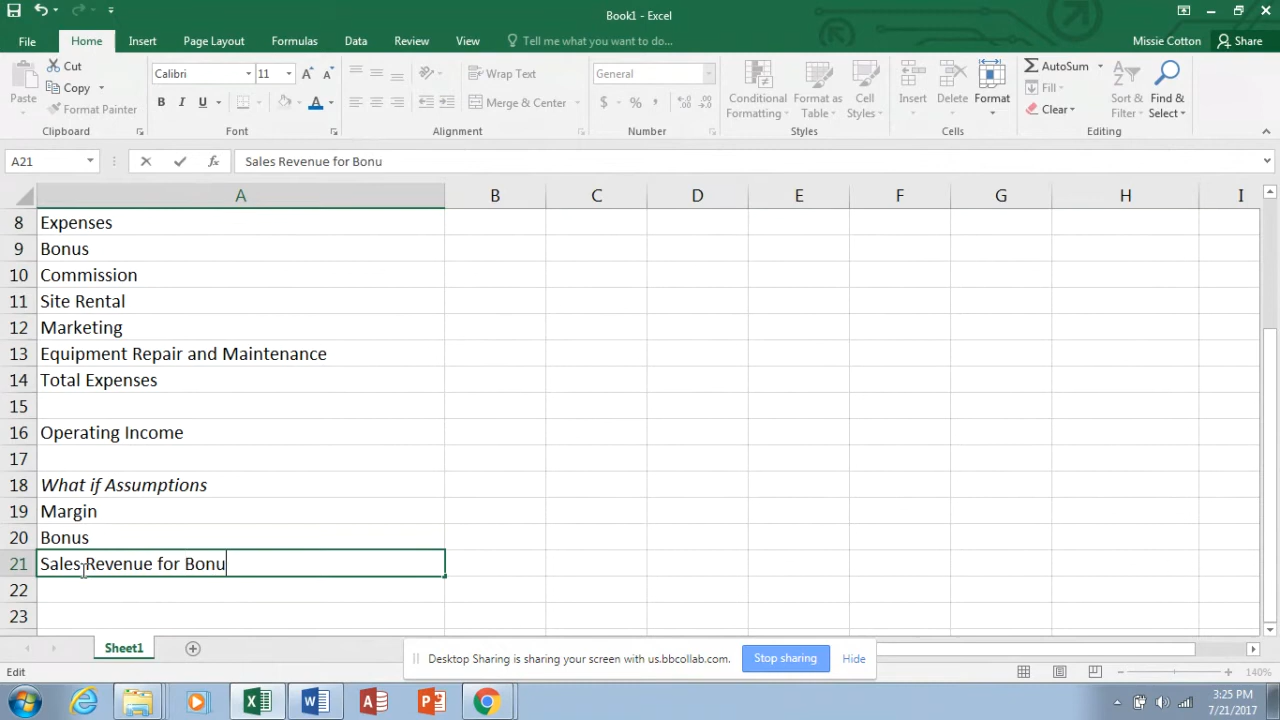 Book1 - Excel
File Home Insert Page Layout Formulas Data Review View Tell me what you want to do... Missie Cotton Share
Paste Cut Copy Format Painter Clipboard
Calibri 11 A A B I U A Font
Wrap Text Merge & Center Alignment
General $ % , Number
Conditional Formatting Format as Table Cell Styles Styles
Insert Delete Format Cells
AutoSum Fill Clear Sort & Filter Find & Select Editing
A21 fx Sales Revenue for Bonu
A B C D E F G H I
8 Expenses
9 Bonus
10 Commission
11 Site Rental
12 Marketing
13 Equipment Repair and Maintenance
14 Total Expenses
15
16 Operating Income
17
18 What if Assumptions
19 Margin
20 Bonus
21 Sales Revenue for Bonu
22
23
Sheet1
Desktop Sharing is sharing your screen with us.bbcollab.com. Stop sharing Hide
Edit 140%
3:25 PM
7/21/2017